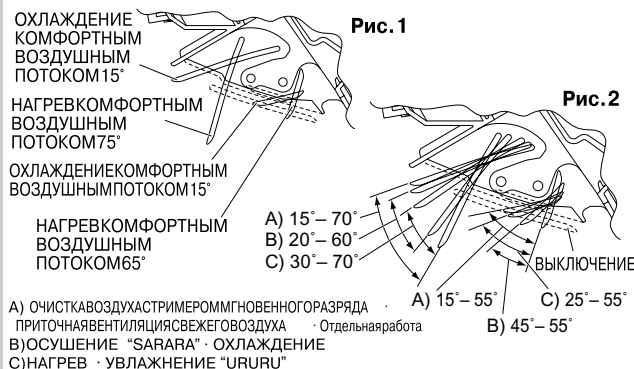 ОХЛАЖДЕНИЕ
КОМФОРТНЫМ
ВОЗДУШНЫМ
ПОТОКОМ15°
НАГРЕВКОМФОРТНЫМ
ВОЗДУШНЫМ
ПОТОКОМ75°
ОХЛАЖДЕНИЕКОМФОРТНЫМ
ВОЗДУШНЫМПОТОКОМ15°
НАГРЕВКОМФОРТНЫМ
ВОЗДУШНЫМ
ПОТОКОМ65°
Рис.1
Рис.2
A) 15°– 70°
B) 20°– 60°
C) 30°– 70°
ВЫКЛЮЧЕНИЕ
A) 15°– 55°
C) 25°– 55°
B) 45°– 55°
A) ОЧИСТКАВОЗДУХАСТРИМЕРОММГНОВЕННОГОРАЗРЯДА ·
ПРИТОЧНАЯВЕНТИЛЯЦИЯСВЕЖЕГОВОЗДУХА · Отдельнаяработа
B)ОСУШЕНИЕ "SARARA" · ОХЛАЖДЕНИЕ
C)НАГРЕВ · УВЛАЖНЕНИЕ "URURU"